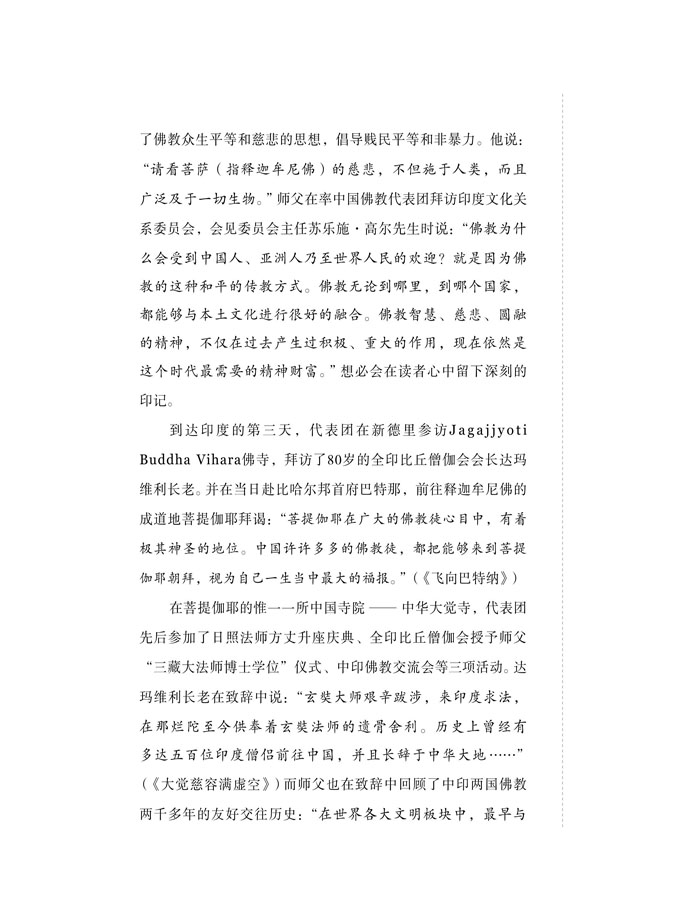 了佛教众生平等和慈悲的思想，倡导贱民平等和非暴力。他说：
“请看菩萨（指释迦牟尼佛）的慈悲，不但施于人类，而且
广泛及于一切生物。”师父在率中国佛教代表团拜访印度文化关
系委员会，会见委员会主任苏乐施·高尔先生时说：“佛教为什
么会受到中国人、亚洲人乃至世界人民的欢迎？就是因为佛
教的这种和平的传教方式。佛教无论到哪里，到哪个国家，
都能够与本土文化进行很好的融合。佛教智慧、慈悲、圆融
的精神，不仅在过去产生过积极、重大的作用，现在依然是
这个时代最需要的精神财富。”想必会在读者心中留下深刻的
印记。
到达印度的第三天，代表团在新德里参访Jagajjyoti
Buddha Vihara佛寺，拜访了80岁的全印比丘僧伽会会长达玛
维利长老。并在当日赴比哈尔邦首府巴特那，前往释迦牟尼佛的
成道地菩提伽耶拜谒：“菩提伽耶在广大的佛教徒心目中，有着
极其神圣的地位。中国许许多多的佛教徒，都把能够来到菩提
伽耶朝拜，视为自己一生当中最大的福报。”（《飞向巴特纳》）
在菩提伽耶的惟一一所中国寺院 —— 中华大觉寺，代表团
先后参加了日照法师方丈升座庆典、全印比丘僧伽会授予师父
“三藏大法师博士学位”仪式、中印佛教交流会等三项活动。达
玛维利长老在致辞中说：“玄奘大师艰辛跋涉，来印度求法，
在那烂陀至今供奉着玄奘法师的遗骨舍利。历史上曾经有
多达五百位印度僧侣前往中国，并且长辞于中华大地……”
（《大觉慈容满虚空》）而师父也在致辞中回顾了中印两国佛教
两千多年的友好交往历史：“在世界各大文明板块中，最早与